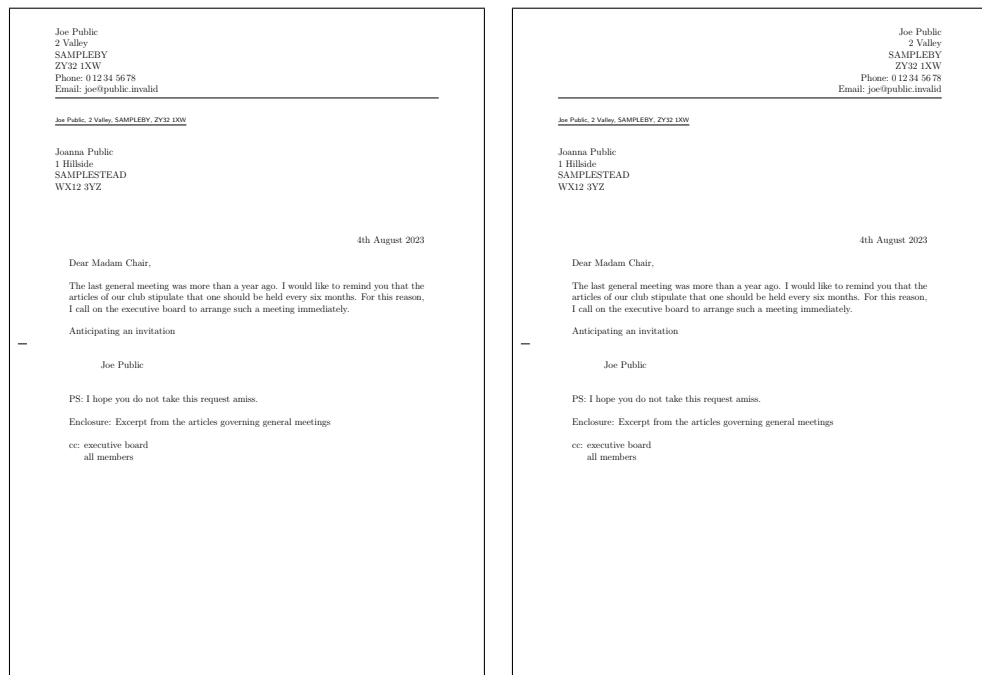 Joe Public
2 Valley
SAMPLEBY
ZY32 1XW
Phone: 0 12 34 56 78
Email: joe@public.invalid
Joe Public, 2 Valley, SAMPLEBY, ZY32 1XW
Joanna Public
1 Hillside
SAMPLESTEAD
WX12 3YZ
4th August 2023
Dear Madam Chair,
The last general meeting was more than a year ago. I would like to remind you that the
articles of our club stipulate that one should be held every six months. For this reason,
I call on the executive board to arrange such a meeting immediately.
Anticipating an invitation
Joe Public
PS: I hope you do not take this request amiss.
Enclosure: Excerpt from the articles governing general meetings
cc: executive board
all members
Joe Public
2 Valley
SAMPLEBY
ZY32 1XW
Phone: 0 12 34 56 78
Email: joe@public.invalid
Joe Public, 2 Valley, SAMPLEBY, ZY32 1XW
Joanna Public
1 Hillside
SAMPLESTEAD
WX12 3YZ
4th August 2023
Dear Madam Chair,
The last general meeting was more than a year ago. I would like to remind you that the
articles of our club stipulate that one should be held every six months. For this reason,
I call on the executive board to arrange such a meeting immediately.
Anticipating an invitation
Joe Public
PS: I hope you do not take this request amiss.
Enclosure: Excerpt from the articles governing general meetings
cc: executive board
all members